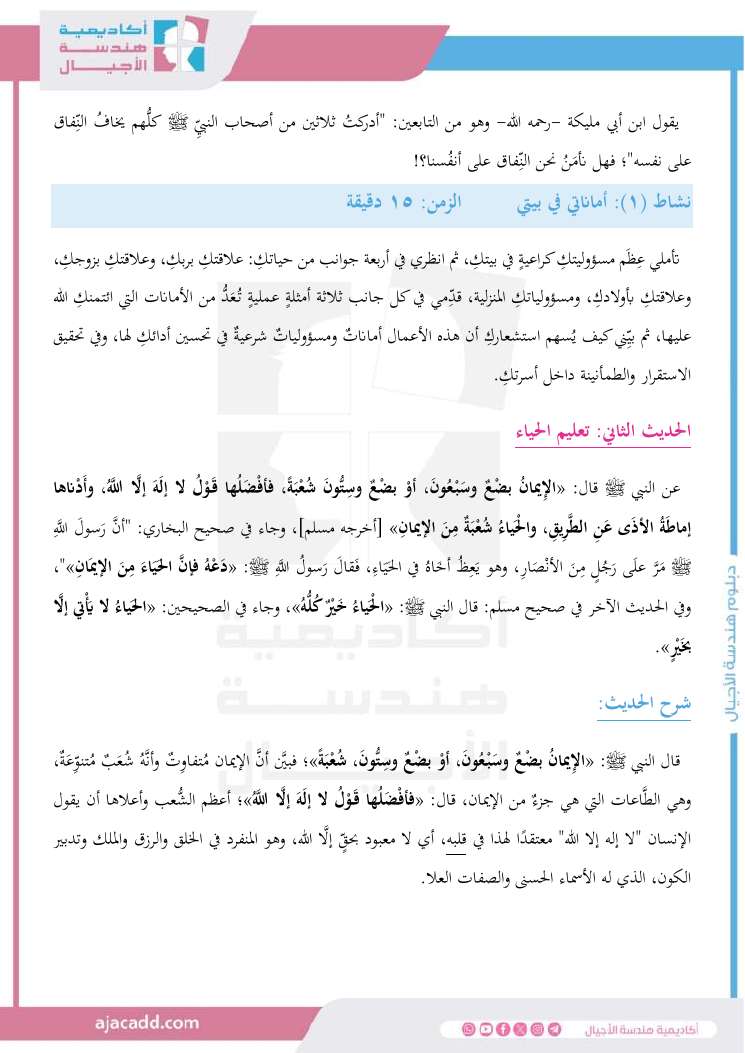 أكاديمية
هندسة
الأجيال
يقول ابن أبي مليكة -رحمه الله- وهو من التابعين: "أدركتُ ثلاثين من أصحاب النبيّ ﷺ كلُّهم يخافُ النِّفاق
على نفسه"؛ فهل نأمَنُ نحن النِّفاق على أنفُسنا؟!
نشاط (١): أماناتي في بيتي الزمن: ١٥ دقيقة
تأملي عِظَم مسؤوليتكِ كراعيةٍ في بيتكِ، ثم انظري في أربعة جوانب من حياتكِ: علاقتكِ بربكِ، وعلاقتكِ بزوجكِ،
وعلاقتكِ بأولادكِ، ومسؤولياتكِ المنزلية، قدّمي في كل جانب ثلاثة أمثلةٍ عمليةٍ تُعَدُّ من الأمانات التي ائتمنكِ الله
عليها، ثم بيّني كيف يُسهم استشعاركِ أن هذه الأعمال أماناتٌ ومسؤولياتٌ شرعيةٌ في تحسين أدائكِ لها، وفي تحقيق
الاستقرار والطمأنينة داخل أسرتكِ.
الحديث الثاني: تعليم الحياء
عن النبي ﷺ قال: «الإِيمانُ بضْعٌ وسَبْعُونَ، أوْ بضْعٌ وسِتُّونَ شُعْبَةً، فأفْضَلُها قَوْلُ لا إلَهَ إلَّا اللَّهُ، وأَدْناها
إماطَةُ الأذَى عَنِ الطَّرِيقِ، والْحَياءُ شُعْبَةٌ مِنَ الإيمانِ» [أخرجه مسلم]، وجاء في صحيح البخاري: "أنَّ رَسولَ اللَّهِ
ﷺ مَرَّ علَى رَجُلٍ مِنَ الأنْصَارِ، وهو يَعِظُ أخاهُ في الحَيَاءِ، فَقالَ رَسولُ اللَّهِ ﷺ: «دَعْهُ فإنَّ الحَيَاءَ مِنَ الإيمَانِ»"،
وفي الحديث الآخر في صحيح مسلم: قال النبي ﷺ: «الْحَياءُ خَيْرٌ كُلُّهُ»، وجاء في الصحيحين: «الحَياءُ لا يَأْتي إلَّا
بخَيْرٍ».
شرح الحديث:
قال النبي ﷺ: «الإِيمانُ بضْعٌ وسَبْعُونَ، أوْ بضْعٌ وسِتُّونَ، شُعْبَةً»؛ فبيَّن أنَّ الإيمان مُتفاوتٌ وأنَّهُ شُعَبٌ مُتنوّعَةٌ،
وهي الطَّاعات التي هي جزءٌ من الإيمان، قال: «فأفْضَلُها قَوْلُ لا إلَهَ إلَّا اللَّهُ»؛ أعظم الشُّعب وأعلاها أن يقول
الإنسان "لا إله إلا الله" معتقدًا لهذا في قلبه، أي لا معبود بحقّ إلَّا الله، وهو المنفرد في الخلق والرزق والملك وتدبير
الكون، الذي له الأسماء الحسنى والصفات العلا.
أكاديمية
هندسة
الأجيال
دبلوم هندسة الأجيال
أكاديمية هندسة الأجيال
ajacadd.com